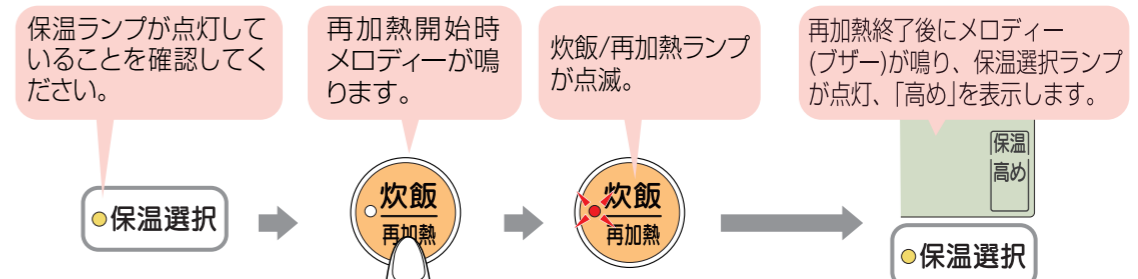 保温ランプが点灯して
いることを確認してく
ださい。
再加熱開始時
メロディーが鳴
ります。
炊飯/再加熱ランプ
が点滅。
再加熱終了後にメロディー
(ブザー)が鳴り、保温選択ランプ
が点灯、「高め」を表示します。
保温選択
炊飯
再加熱
炊飯
再加熱
保温
高め
保温選択